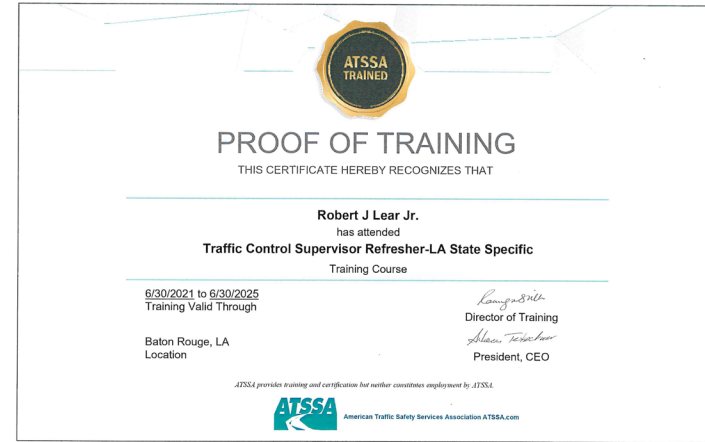 ATSSA
TRAINED
PROOF OF TRAINING
THIS CERTIFICATE HEREBY RECOGNIZES THAT
Robert J Lear Jr.
has attended
Traffic Control Supervisor Refresher-LA State Specific
Training Course
6/30/2021 to 6/30/2025
Training Valid Through
Director of Training
Baton Rouge, LA
Location
President, CEO
ATSSA provides training and certification but neither constitutes employment by ATSSA.
ATSSA
American Traffic Safety Services Association ATSSA.com